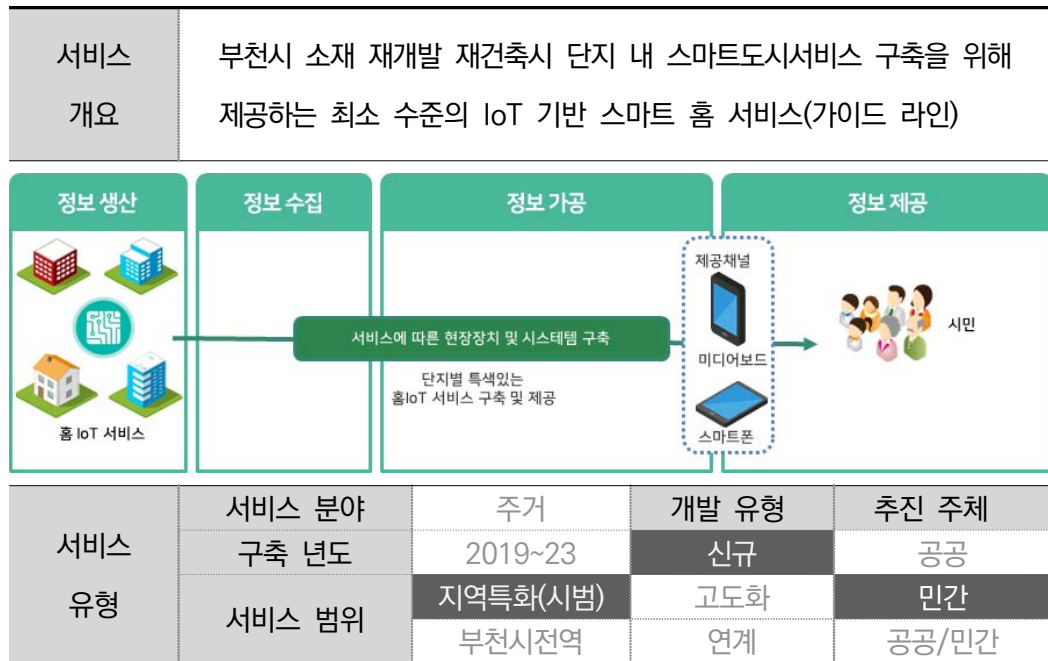 서비스
개요
부천시 소재 재개발 재건축시 단지 내 스마트도시서비스 구축을 위해
제공하는 최소 수준의 IoT 기반 스마트 홈 서비스(가이드 라인)
정보 생산
정보 수집
정보 가공
정보 제공
홈 IoT 서비스
서비스에 따른 현장장치 및 시스테템 구축
단지별 특색있는
홈IoT 서비스 구축 및 제공
제공채널
미디어보드
스마트폰
시민
서비스
유형
서비스 분야
주거
개발 유형
추진 주체
구축 년도
2019~23
신규
공공
서비스 범위
지역특화(시범)
고도화
민간
부천시전역
연계
공공/민간